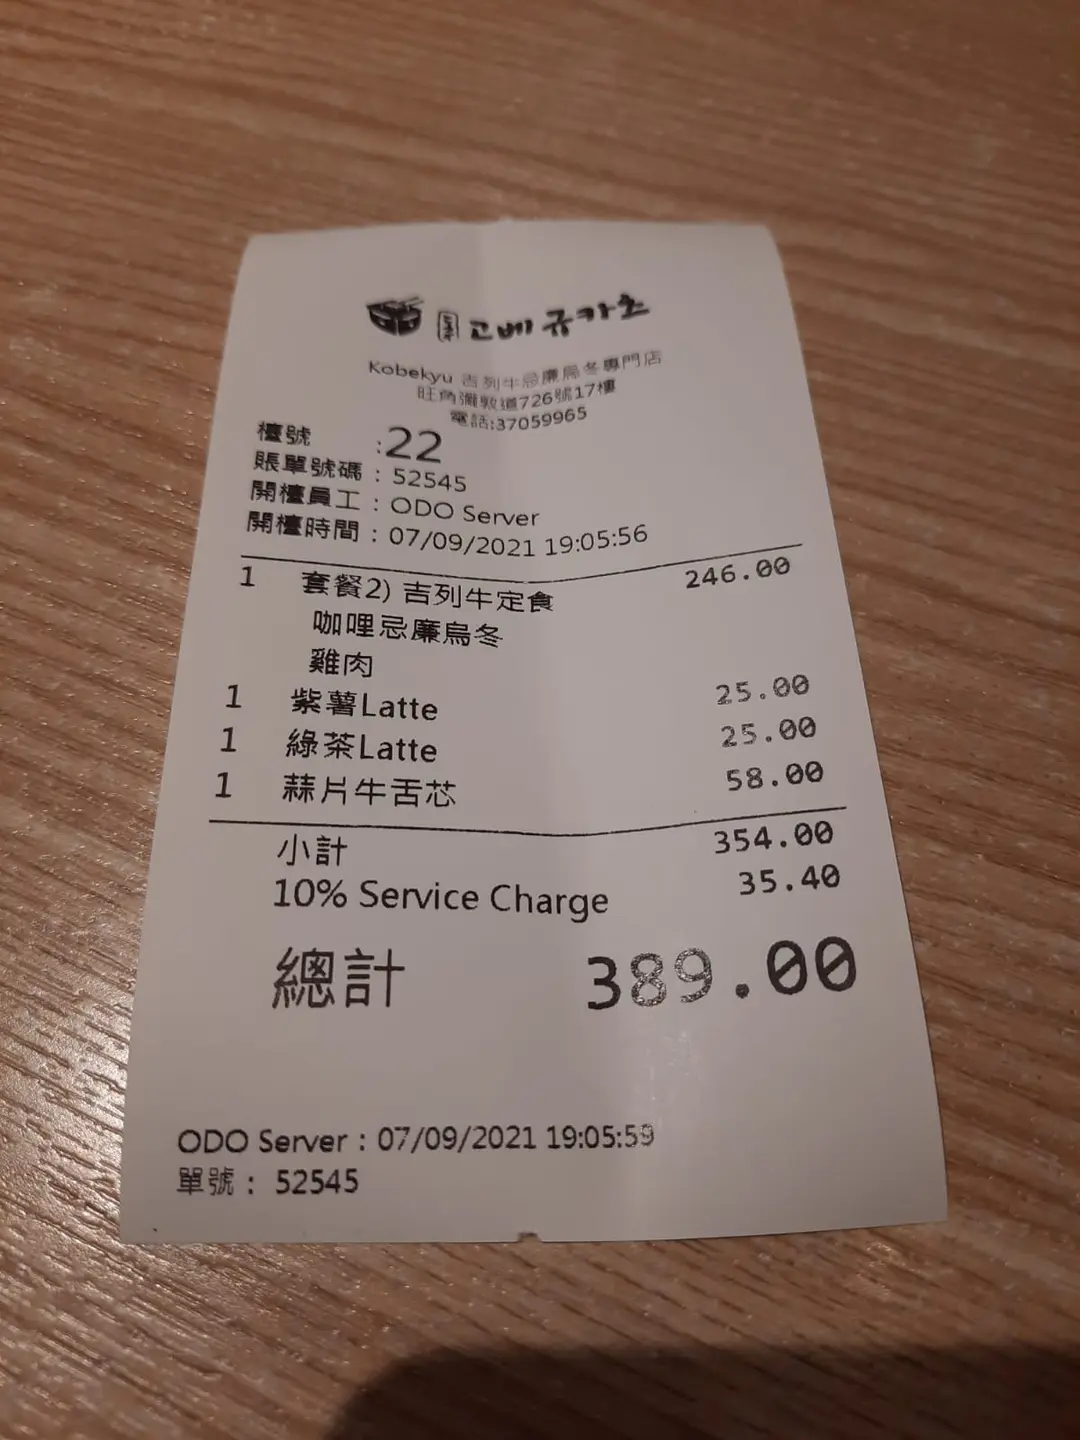 고베규카츠
Kobekyu 吉列牛忌廉烏冬專門店
旺角彌敦道726號17樓
電話:37059965
檯號 :22
賬單號碼 : 52545
開檯員工 : ODO Server
開檯時間 : 07/09/2021 19:05:56
1 套餐2) 吉列牛定食 246.00
咖哩忌廉烏冬
雞肉
1 紫薯Latte 25.00
1 綠茶Latte 25.00
1 蒜片牛舌芯 58.00
小計 354.00
10% Service Charge 35.40
總計 389.00
ODO Server : 07/09/2021 19:05:59
單號 : 52545